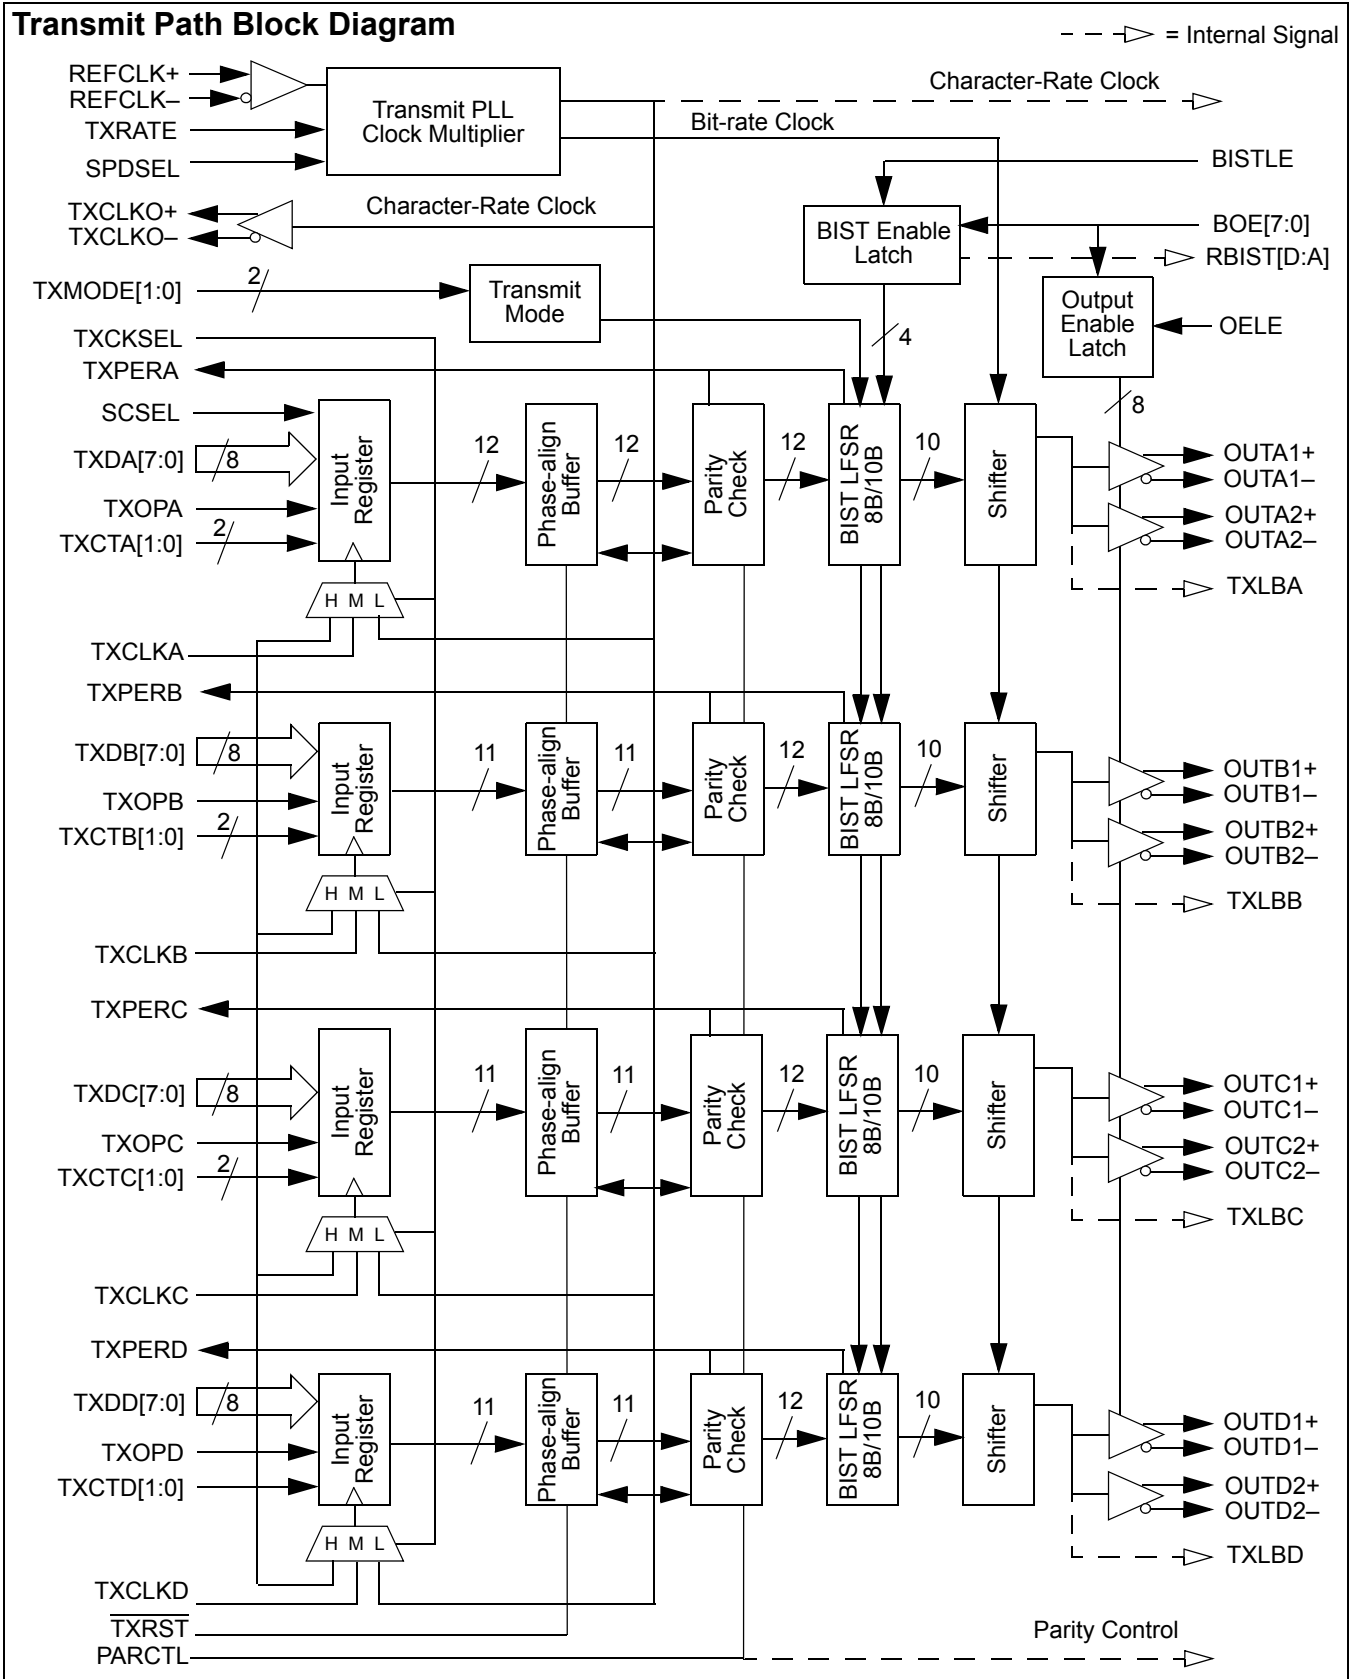 Transmit Path Block Diagram
= Internal Signal
REFCLK+
REFCLK–
TXRATE
SPDSEL
Transmit PLL
Clock Multiplier
Character-Rate Clock
Bit-rate Clock
BISTLE
TXCLKO+
TXCLKO–
Character-Rate Clock
BIST Enable
Latch
BOE[7:0]
RBIST[D:A]
TXMODE[1:0]
2
Transmit
Mode
Output
Enable
Latch
OELE
4
8
TXCKSEL
TXPERA
SCSEL
TXDA[7:0]
8
TXOPA
TXCTA[1:0]
2
Input
Register
12
Phase-align
Buffer
12
Parity
Check
12
BIST LFSR
8B/10B
10
Shifter
OUTA1+
OUTA1–
OUTA2+
OUTA2–
TXLBA
H M L
TXCLKA
TXPERB
TXDB[7:0]
8
TXOPB
TXCTB[1:0]
2
Input
Register
11
Phase-align
Buffer
11
Parity
Check
12
BIST LFSR
8B/10B
10
Shifter
OUTB1+
OUTB1–
OUTB2+
OUTB2–
TXLBB
H M L
TXCLKB
TXPERC
TXDC[7:0]
8
TXOPC
TXCTC[1:0]
2
Input
Register
11
Phase-align
Buffer
11
Parity
Check
12
BIST LFSR
8B/10B
10
Shifter
OUTC1+
OUTC1–
OUTC2+
OUTC2–
TXLBC
H M L
TXCLKC
TXPERD
TXDD[7:0]
8
TXOPD
TXCTD[1:0]
Input
Register
11
Phase-align
Buffer
11
Parity
Check
12
BIST LFSR
8B/10B
10
Shifter
OUTD1+
OUTD1–
OUTD2+
OUTD2–
TXLBD
H M L
TXCLKD
TXRST
PARCTL
Parity Control